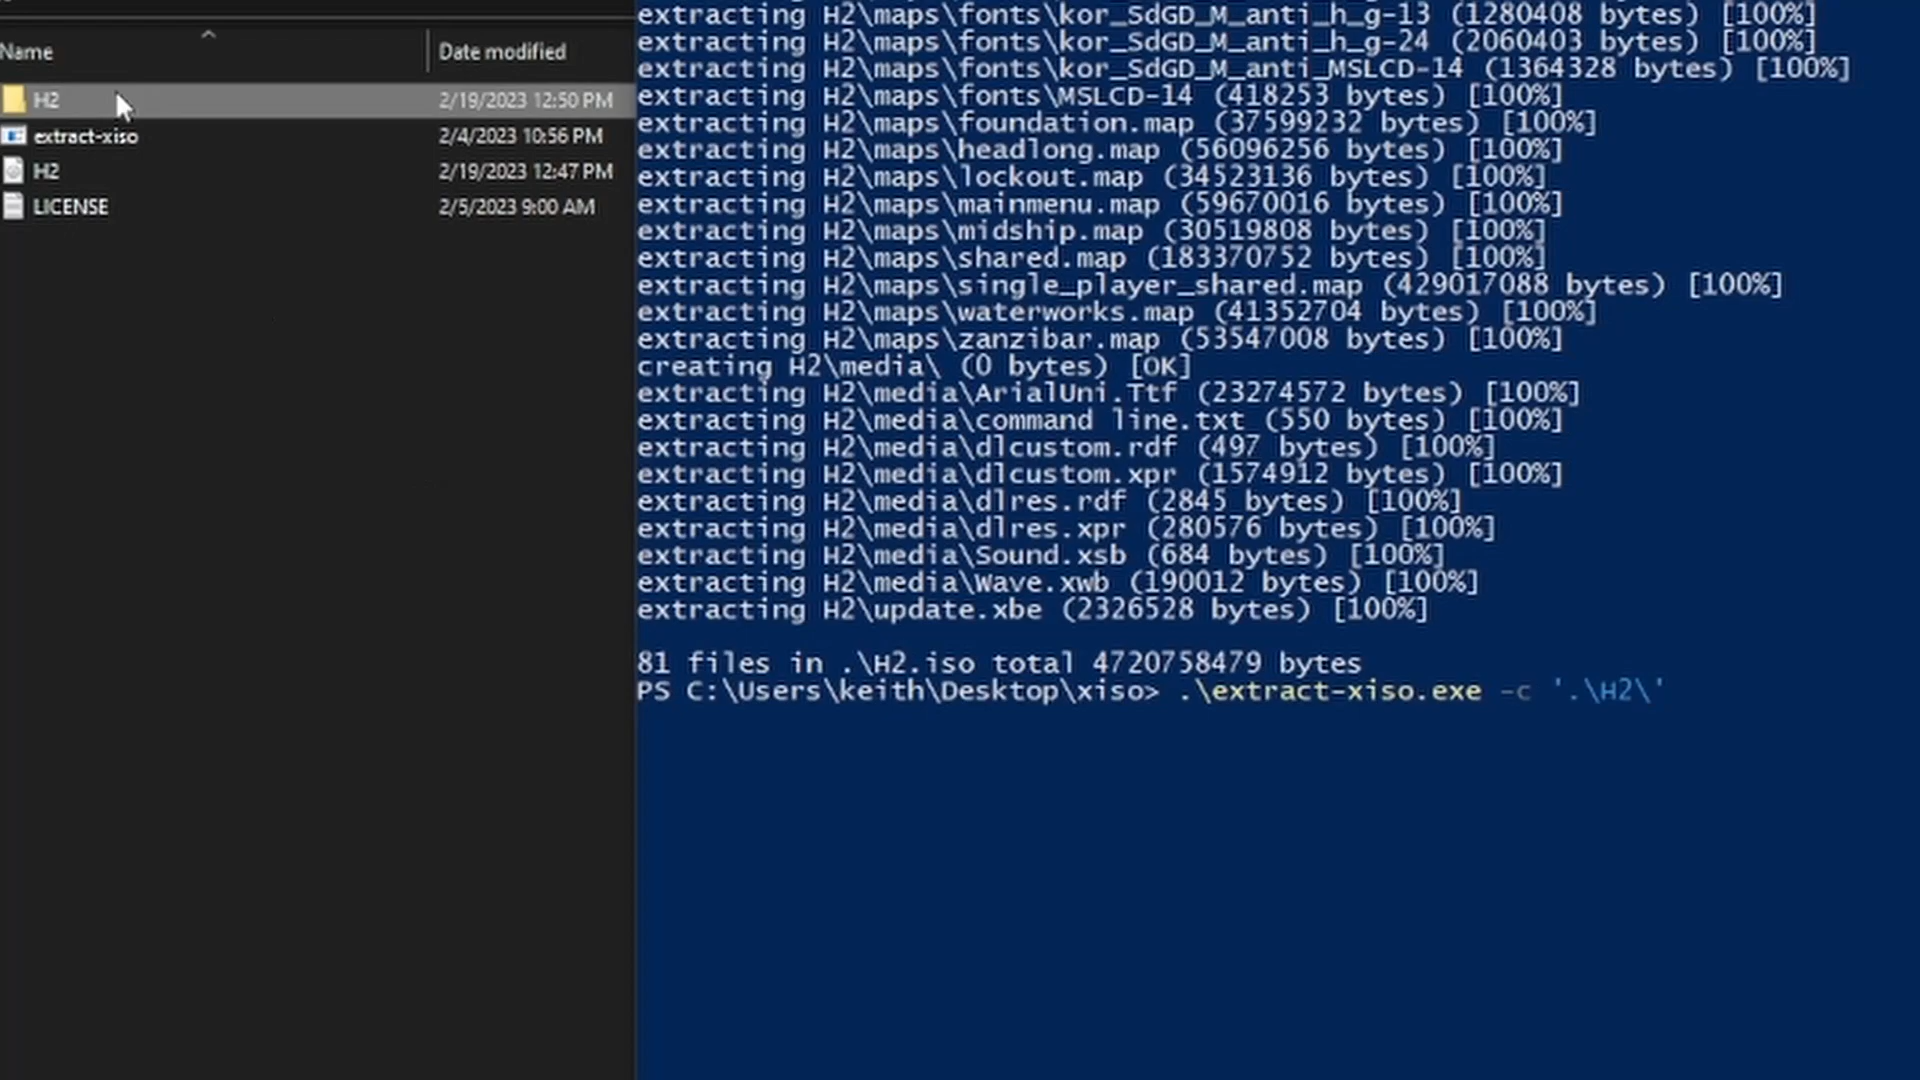 Name
Date modified
H2
2/19/2023 12:50 PM
extract-xiso
2/4/2023 10:56 PM
H2
2/19/2023 12:47 PM
LICENSE
2/5/2023 9:00 AM
extracting H2\maps\fonts\kor_SdGD_M_anti_h_g-13 (1280408 bytes) [100%]
extracting H2\maps\fonts\kor_SdGD_M_anti_h_g-24 (2060403 bytes) [100%]
extracting H2\maps\fonts\kor_SdGD_M_anti_MSLCD-14 (1364328 bytes) [100%]
extracting H2\maps\fonts\MSLCD-14 (418253 bytes) [100%]
extracting H2\maps\foundation.map (37599232 bytes) [100%]
extracting H2\maps\headlong.map (56096256 bytes) [100%]
extracting H2\maps\lockout.map (34523136 bytes) [100%]
extracting H2\maps\mainmenu.map (59670016 bytes) [100%]
extracting H2\maps\midship.map (30519808 bytes) [100%]
extracting H2\maps\shared.map (183370752 bytes) [100%]
extracting H2\maps\single_player_shared.map (429017088 bytes) [100%]
extracting H2\maps\waterworks.map (41352704 bytes) [100%]
extracting H2\maps\zanzibar.map (53547008 bytes) [100%]
creating H2\media\ (0 bytes) [OK]
extracting H2\media\ArialUni.Ttf (23274572 bytes) [100%]
extracting H2\media\command line.txt (550 bytes) [100%]
extracting H2\media\dlcustom.rdf (497 bytes) [100%]
extracting H2\media\dlcustom.xpr (1574912 bytes) [100%]
extracting H2\media\dlres.rdf (2845 bytes) [100%]
extracting H2\media\dlres.xpr (280576 bytes) [100%]
extracting H2\media\Sound.xsb (684 bytes) [100%]
extracting H2\media\Wave.xwb (190012 bytes) [100%]
extracting H2\update.xbe (2326528 bytes) [100%]
81 files in .\H2.iso total 4720758479 bytes
PS C:\Users\keith\Desktop\xiso> .\extract-xiso.exe -c '.\H2\'